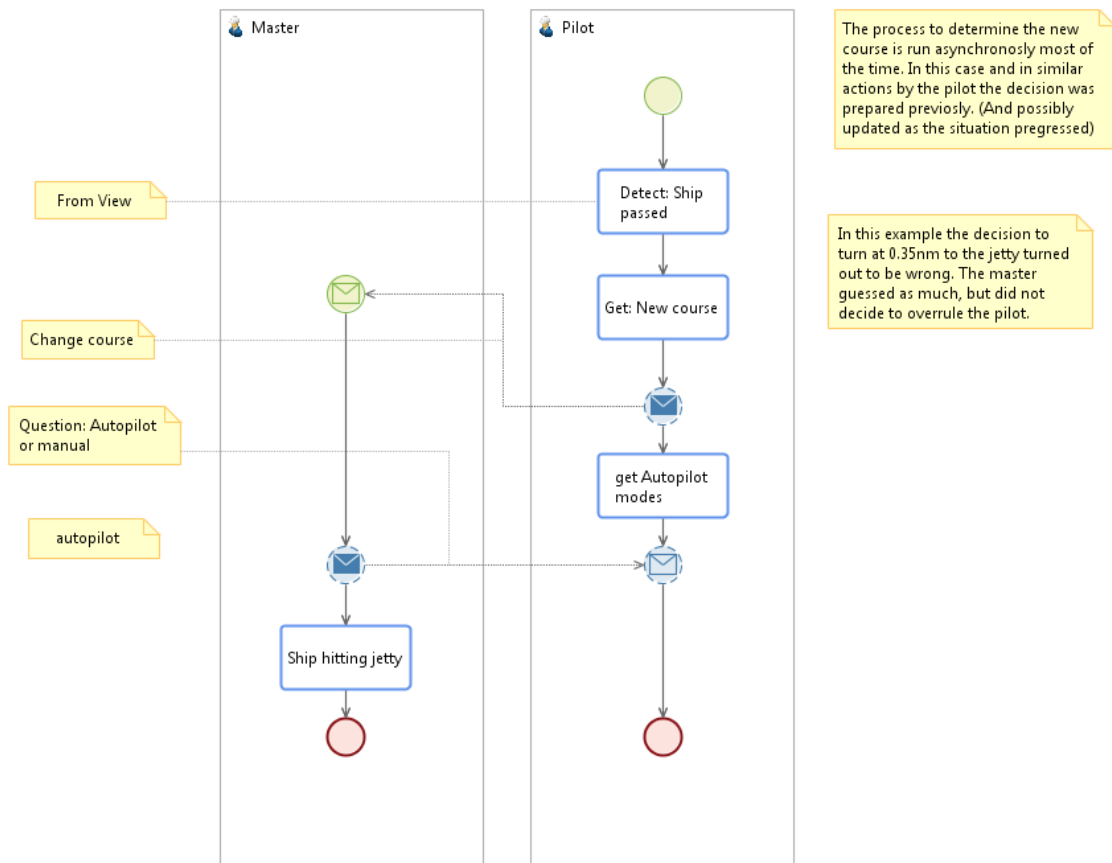 Master
Pilot
The process to determine the new
course is run asynchronosly most of
the time. In this case and in similar
actions by the pilot the decision was
prepared previosly. (And possibly
updated as the situation pregressed)
From View
Detect: Ship
passed
In this example the decision to
turn at 0.35nm to the jetty turned
out to be wrong. The master
guessed as much, but did not
decide to overrule the pilot.
Get: New course
Change course
Question: Autopilot
or manual
get Autopilot
modes
autopilot
Ship hitting jetty